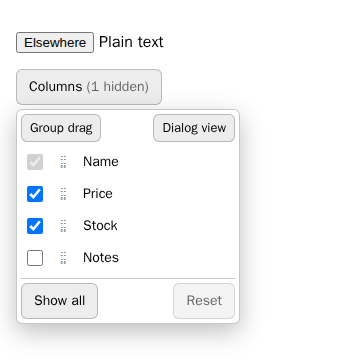 Elsewhere Plain text
Columns (1 hidden)
Group drag Dialog view
Name
Price
Stock
Notes
Show all Reset